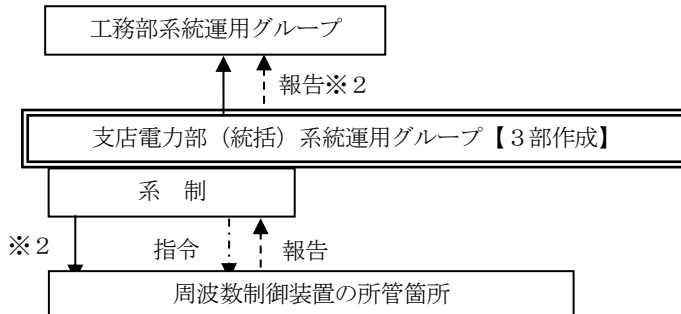 工務部系統運用グループ
報告※２
支店電力部（統括）系統運用グループ【３部作成】
系　制
※２
指令
報告
周波数制御装置の所管箇所